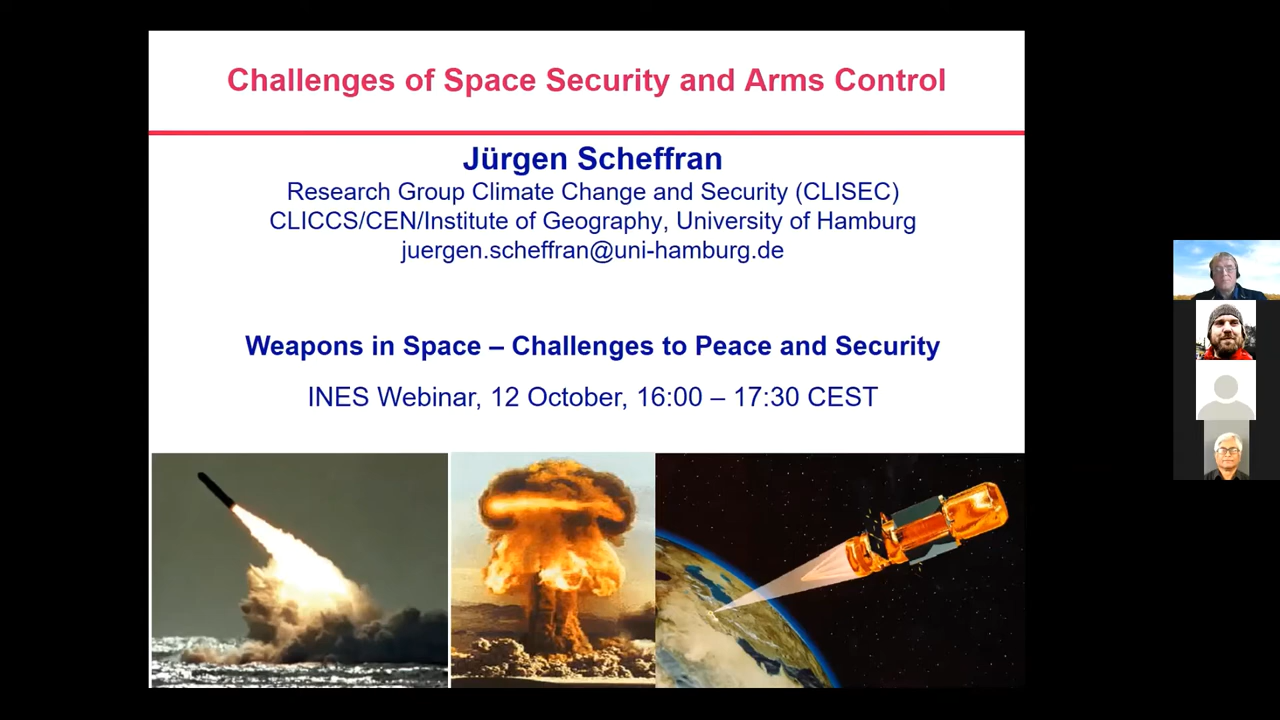 Challenges of Space Security and Arms Control
Jürgen Scheffran
Research Group Climate Change and Security (CLISEC)
CLICCS/CEN/Institute of Geography, University of Hamburg
juergen.scheffran@uni-hamburg.de
Weapons in Space – Challenges to Peace and Security
INES Webinar, 12 October, 16:00 – 17:30 CEST